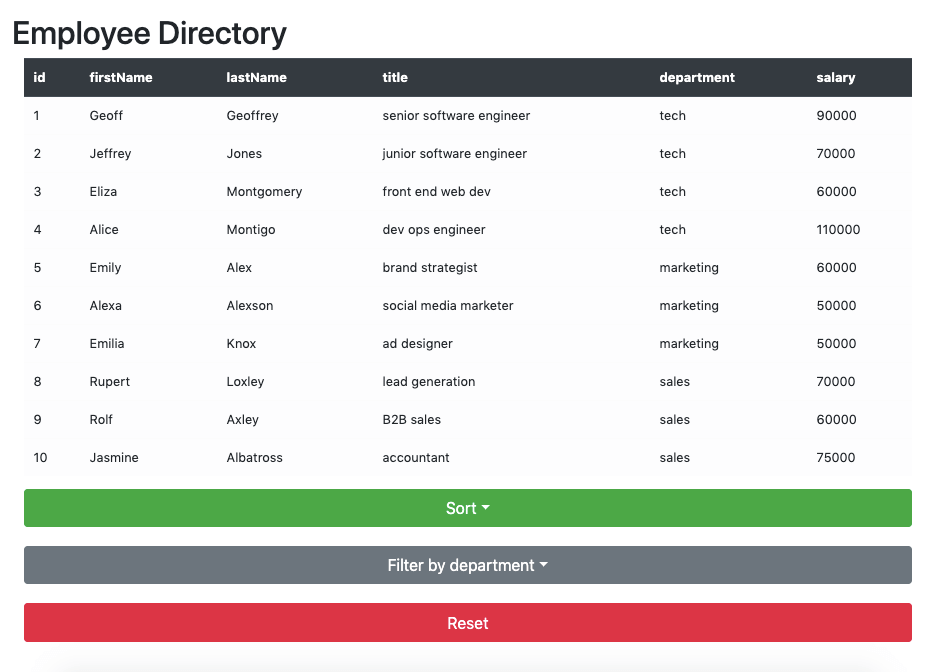 Employee Directory
id firstName lastName title department salary
1 Geoff Geoffrey senior software engineer tech 90000
2 Jeffrey Jones junior software engineer tech 70000
3 Eliza Montgomery front end web dev tech 60000
4 Alice Montigo dev ops engineer tech 110000
5 Emily Alex brand strategist marketing 60000
6 Alexa Alexson social media marketer marketing 50000
7 Emilia Knox ad designer marketing 50000
8 Rupert Loxley lead generation sales 70000
9 Rolf Axley B2B sales sales 60000
10 Jasmine Albatross accountant sales 75000
Sort
Filter by department
Reset